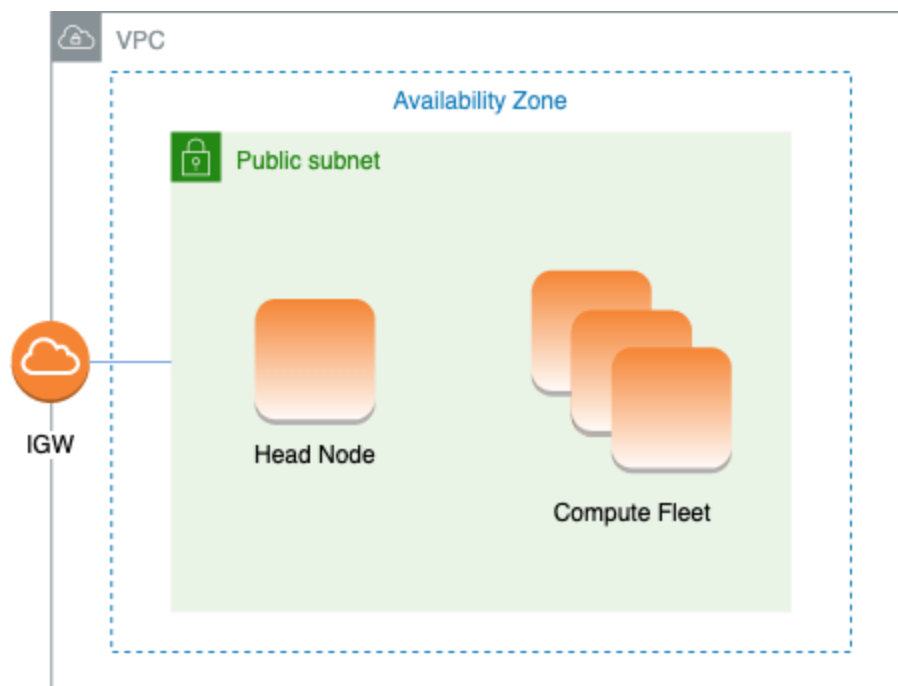 VPC
Availability Zone
Public subnet
IGW
Head Node
Compute Fleet